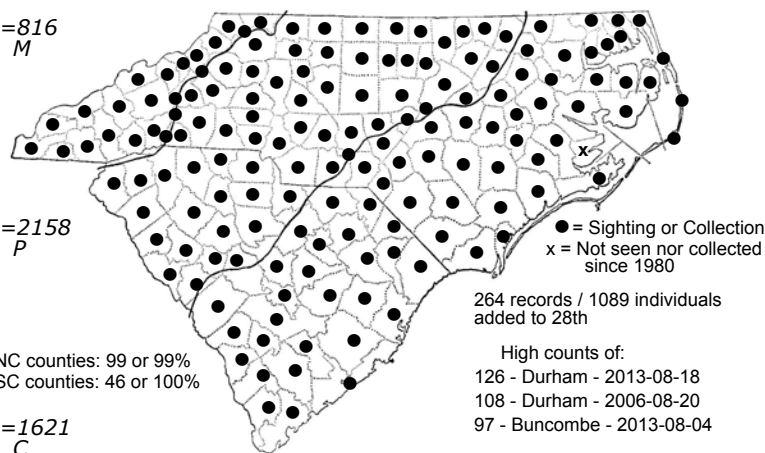 =816
M
=2158
P
● = Sighting or Collection
x
x = Not seen nor collected
since 1980
264 records / 1089 individuals
added to 28th
NC counties: 99 or 99%
SC counties: 46 or 100%
High counts of:
126 - Durham - 2013-08-18
108 - Durham - 2006-08-20
97 - Buncombe - 2013-08-04
=1621
C